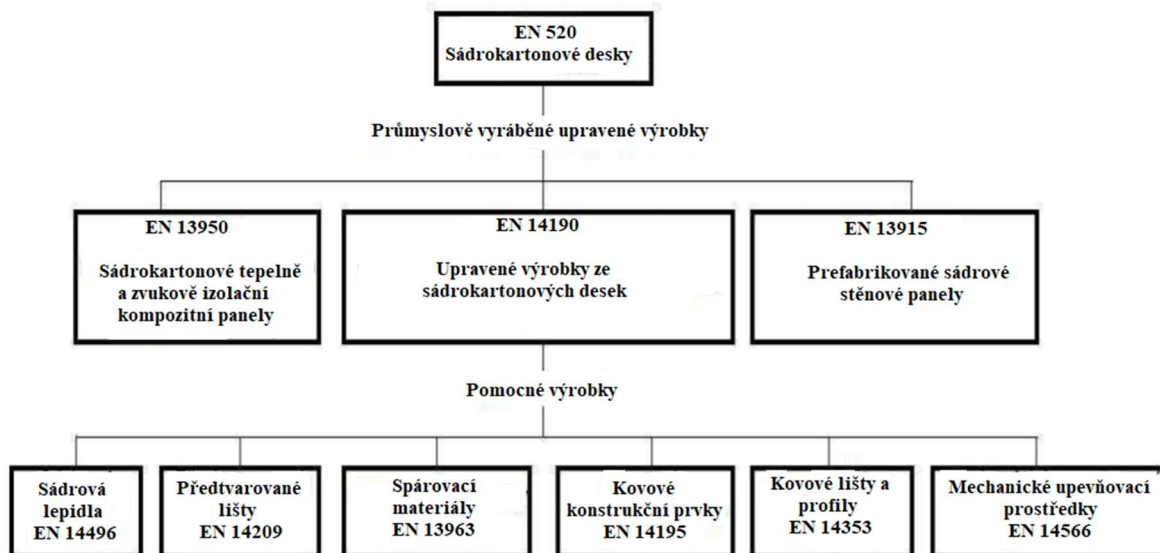 EN 520
Sádrokartonové desky
Průmyslově vyráběné upravené výrobky
EN 13950
Sádrokartonové tepelně
a zvukově izolační
kompozitní panely
EN 14190
Upravené výrobky ze
sádrokartonových desek
EN 13915
Prefabrikované sádrové
stěnové panely
Pomocné výrobky
Sádrová
lepidla
EN 14496
Předtvarované
lišty
EN 14209
Spárovací
materiály
EN 13963
Kovové
konstrukční prvky
EN 14195
Kovové lišty a
profily
EN 14353
Mechanické upevňovací
prostředky
EN 14566